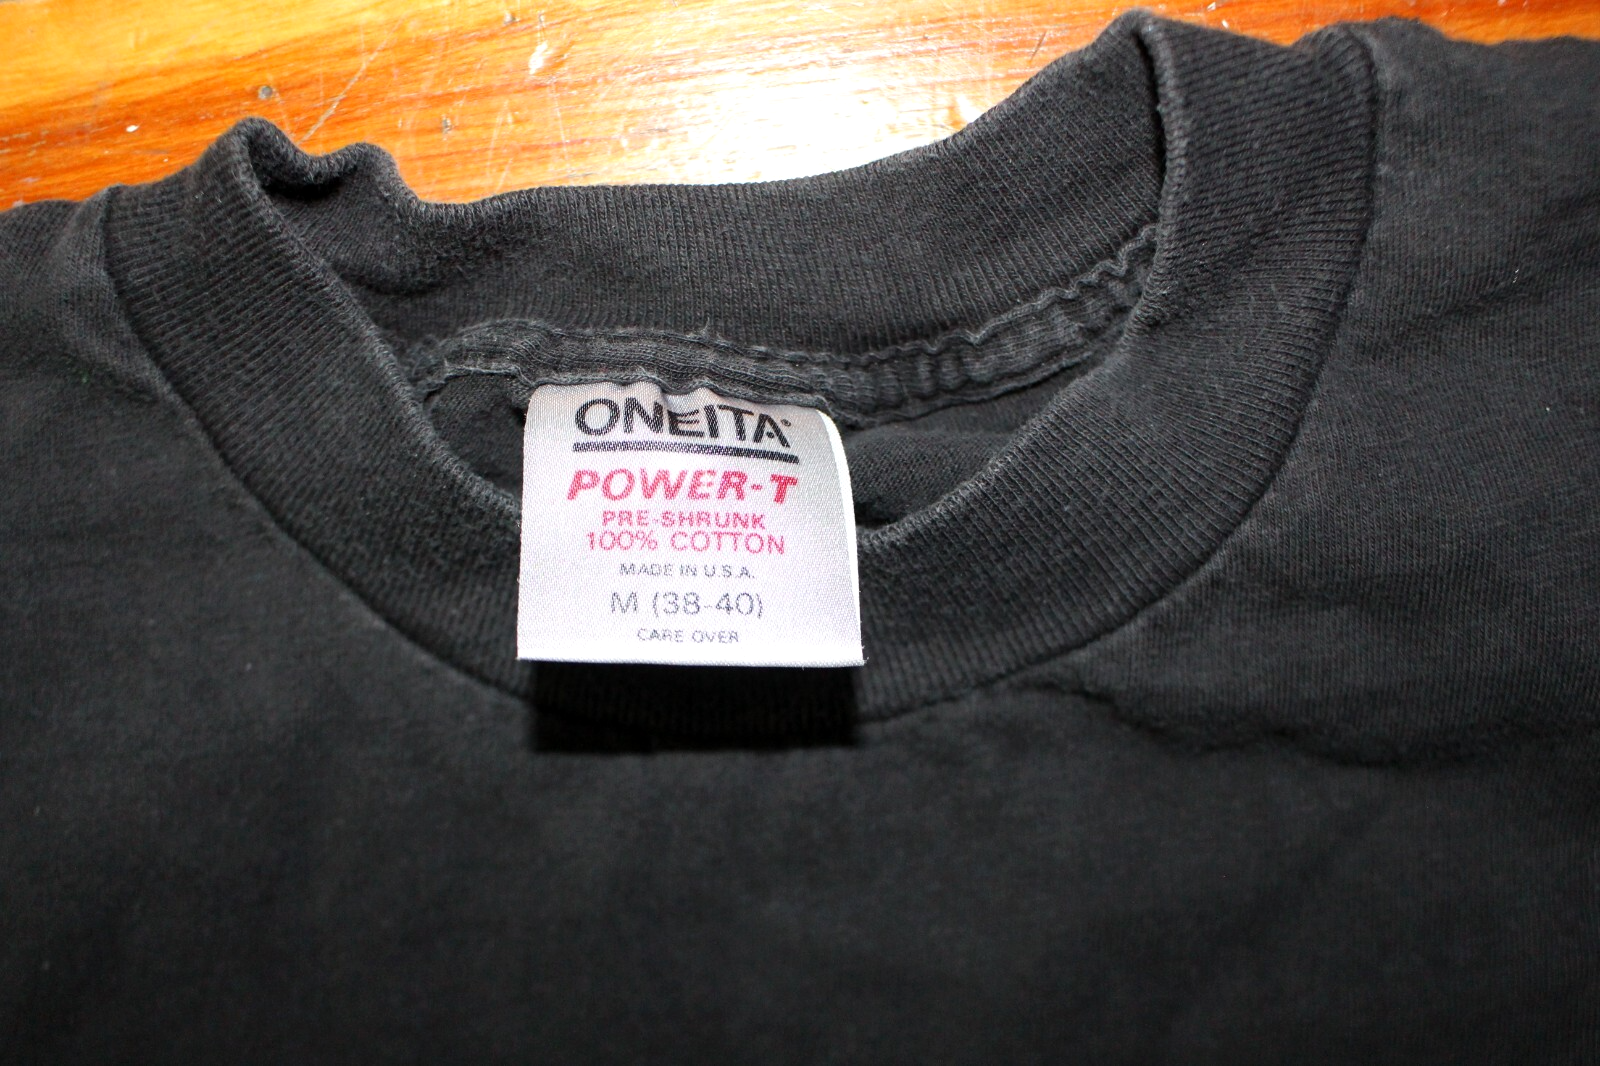 ONEITA®
POWER-T
PRE-SHRUNK
100% COTTON
MADE IN U.S.A.
M (38-40)
CARE OVER